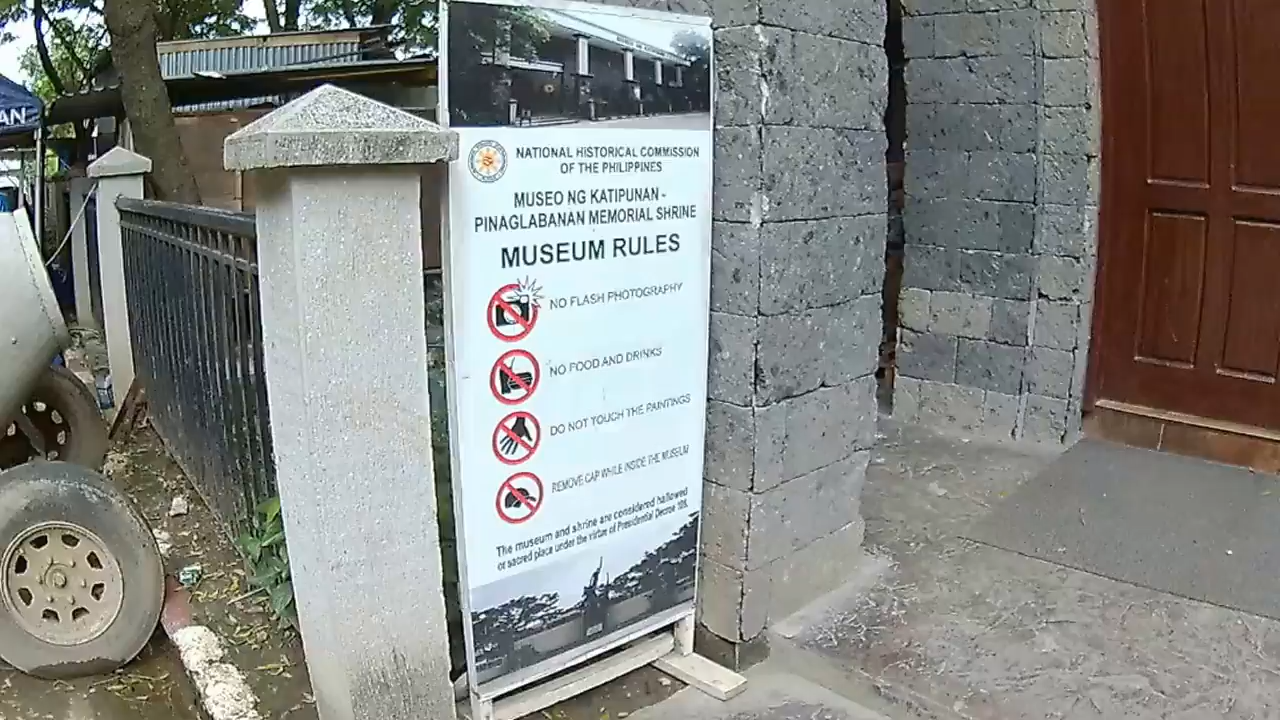 AN
NATIONAL HISTORICAL COMMISSION
OF THE PHILIPPINES
MUSEO NG KATIPUNAN -
PINAGLABANAN MEMORIAL SHRINE
MUSEUM RULES
NO FLASH PHOTOGRAPHY
NO FOOD AND DRINKS
DO NOT TOUCH THE PAINTINGS
REMOVE CAP WHILE INSIDE THE MUSEUM
The museum and shrine are considered hallowed
or sacred place under the virtue of Presidential Decree 105.